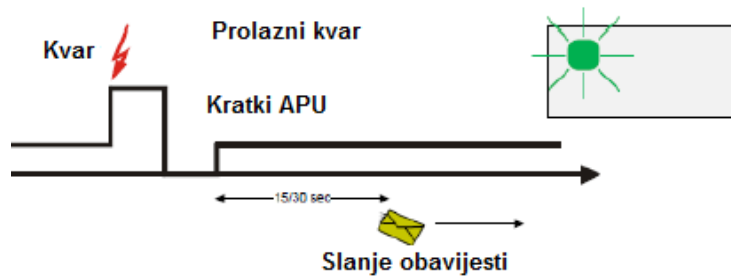 Prolazni kvar
Kvar
Kratki APU
15/30 sec
Slanje obavijesti